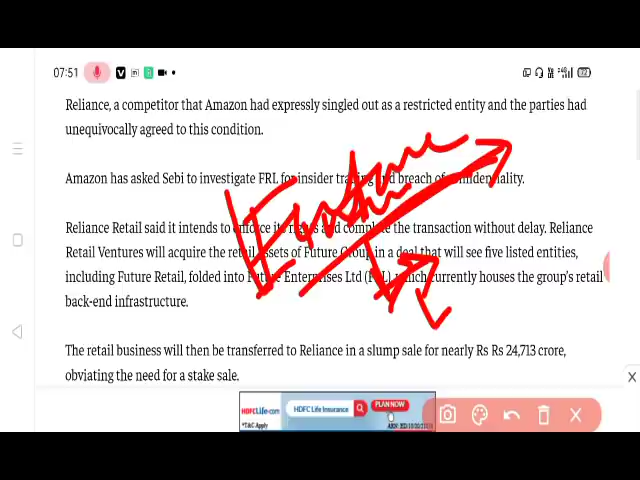 07:51
Reliance, a competitor that Amazon had expressly singled out as a restricted entity and the parties had
unequivocally agreed to this condition.
Amazon has asked Sebi to investigate FRL for insider trading and breach of confidentiality.
Reliance Retail said it intends to enforce its rights and complete the transaction without delay. Reliance
Retail Ventures will acquire the retail assets of Future Group in a deal that will see five listed entities,
including Future Retail, folded into Future Enterprises Ltd (FEL), which currently houses the group's retail
back-end infrastructure.
The retail business will then be transferred to Reliance in a slump sale for nearly Rs Rs 24,713 crore,
obviating the need for a stake sale.
HDFCLife.com
HDFC Life Insurance
PLAN NOW
*T&C Apply